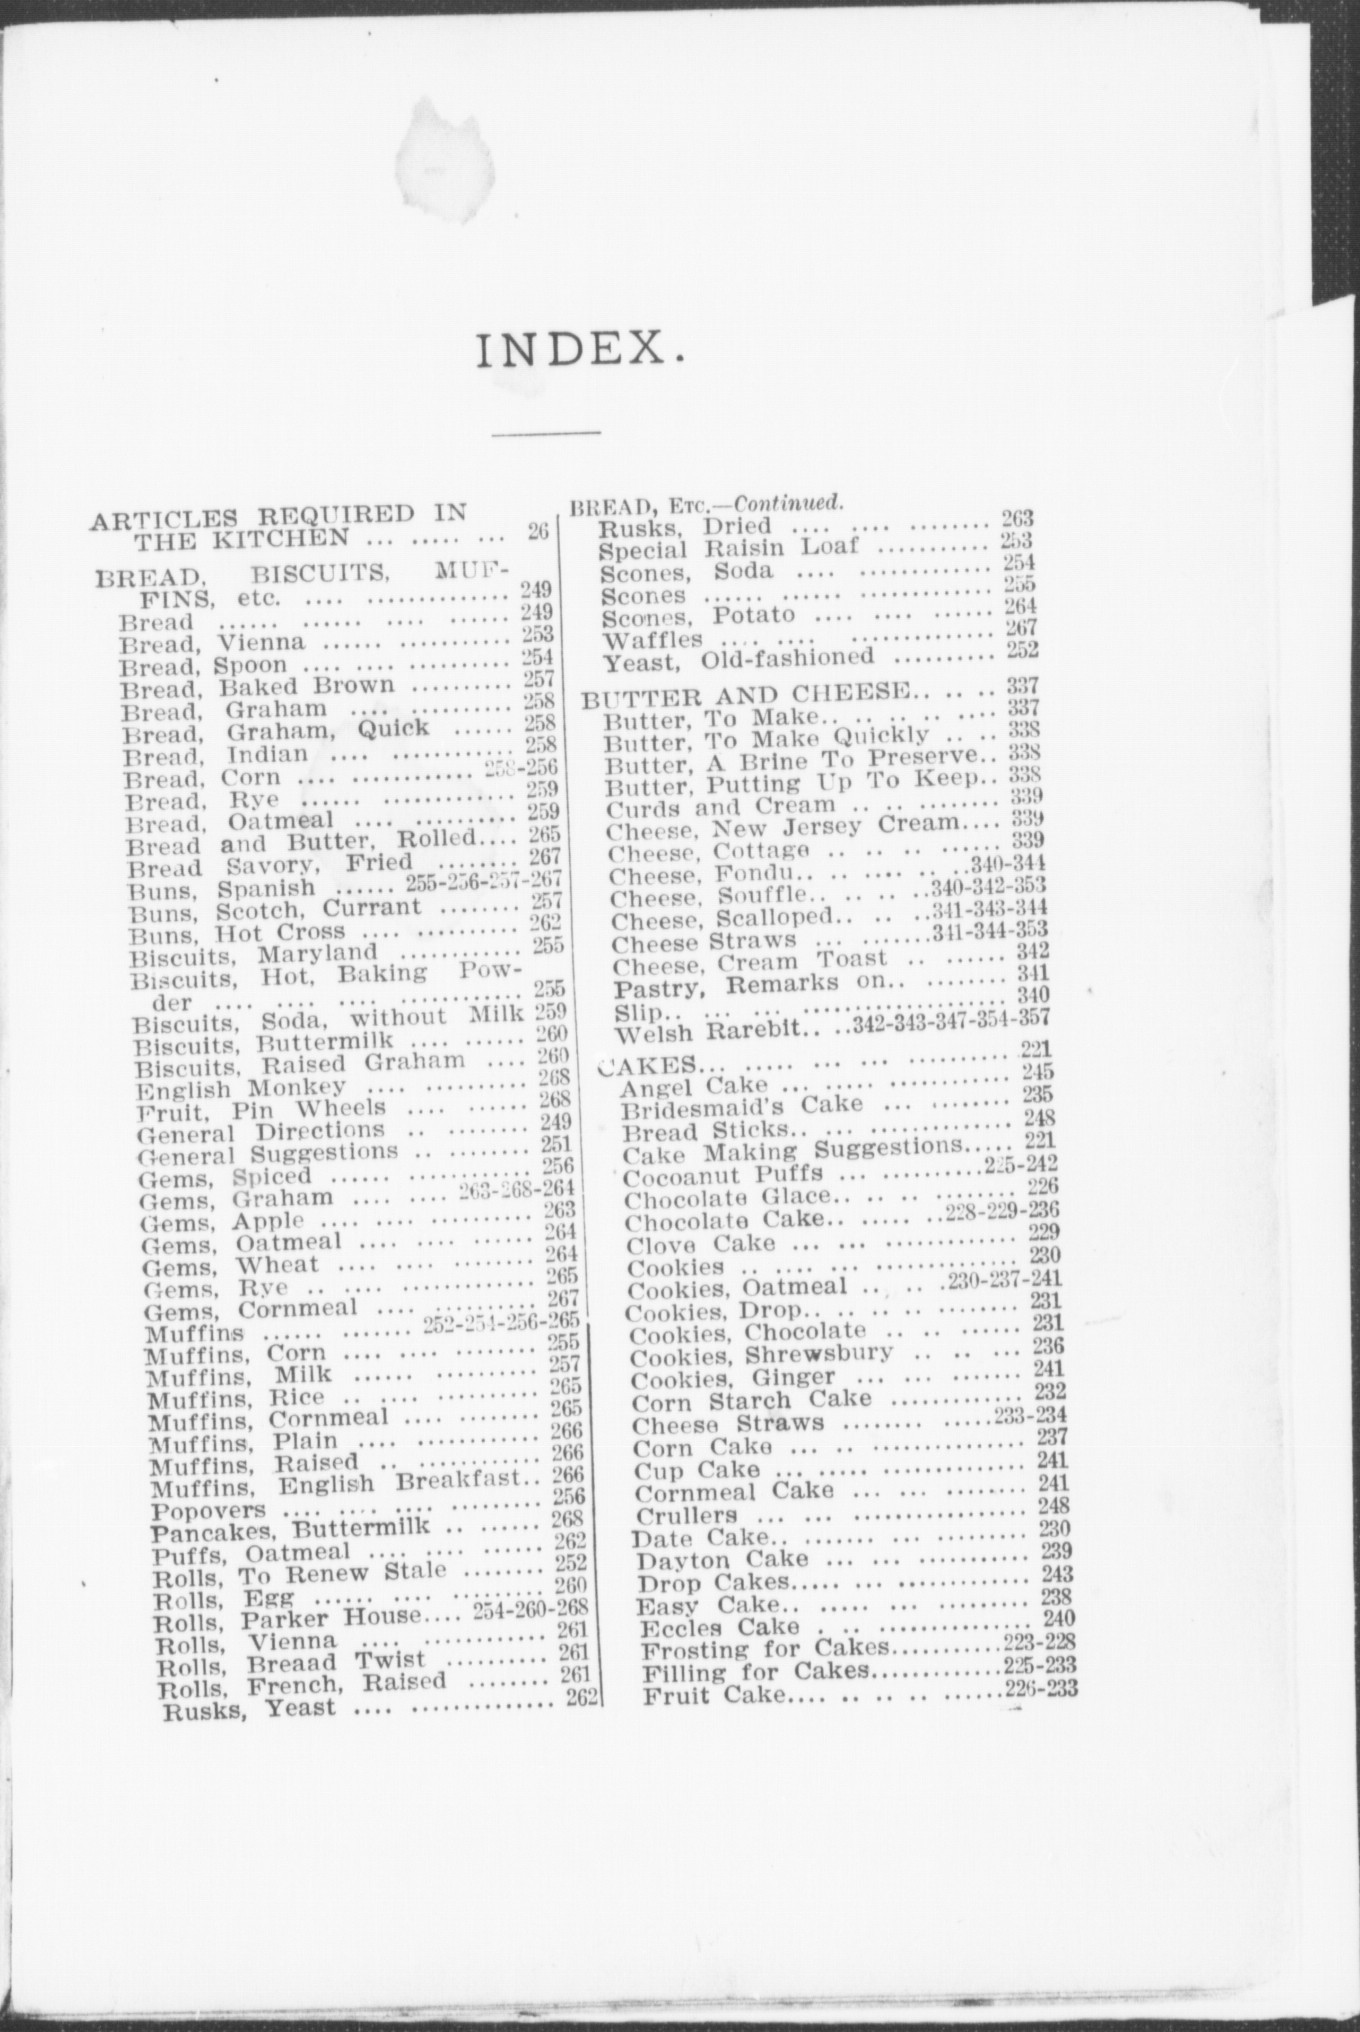 INDEX.
ARTICLES REQUIRED IN
THE KITCHEN ... ..... ... 26
BREAD, BISCUITS, MUF-
FINS, etc. .... .............. 249
Bread ...... ...... .... ...... 249
Bread, Vienna ...... ........... 253
Bread, Spoon .... .... .......... 254
Bread, Baked Brown .......... 257
Bread, Graham .... .......... 258
Bread, Graham, Quick ...... 258
Bread, Indian .... ............ 258
Bread, Corn .... ............ 258-256
Bread, Rye ...... ............. 259
Bread, Oatmeal .... .......... 259
Bread and Butter, Rolled.... 265
Bread Savory, Fried ........ 267
Buns, Spanish ...... 255-256-257-267
Buns, Scotch, Currant ........ 257
Buns, Hot Cross .... .......... 262
Biscuits, Maryland ............ 255
Biscuits, Hot, Baking Pow-
der .... .... .... ............ 255
Biscuits, Soda, without Milk 259
Biscuits, Buttermilk .... ...... 260
Biscuits, Raised Graham .... 260
English Monkey .... .......... 268
Fruit, Pin Wheels .... ...... 268
General Directions .. ........ 249
General Suggestions .. ........ 251
Gems, Spiced ...... ............ 256
Gems, Graham .... .... 263-268-264
Gems, Apple .... .... .......... 263
Gems, Oatmeal .... .... ...... 264
Gems, Wheat .... .... ........ 264
Gems, Rye .. .... .............. 265
Gems, Cornmeal .... .......... 267
Muffins ...... ....... 252-254-256-265
Muffins, Corn .... .... ........ 255
Muffins, Milk ...... .......... 257
Muffins, Rice .. .... .......... 265
Muffins, Cornmeal .... ........ 265
Muffins, Plain .... ............ 266
Muffins, Raised .. ............ 266
Muffins, English Breakfast.. 266
Popovers .... .... .... ......... 256
Pancakes, Buttermilk .. ...... 268
Puffs, Oatmeal .... .... ...... 262
Rolls, To Renew Stale ........ 252
Rolls, Egg ...... .... ......... 260
Rolls, Parker House.... 254-260-268
Rolls, Vienna .... ............ 261
Rolls, Breaad Twist .......... 261
Rolls, French, Raised ........ 261
Rusks, Yeast .... .............. 262
BREAD, ETC.—Continued.
Rusks, Dried .... .... ........ 263
Special Raisin Loaf ........... 253
Scones, Soda .... ............. 254
Scones ...... ...... ............ 255
Scones, Potato .... .... ...... 264
Waffles .... .... .............. 267
Yeast, Old-fashioned .......... 252
BUTTER AND CHEESE.. .. .. 337
Butter, To Make.. .. .. .. .... 337
Butter, To Make Quickly .. .. 338
Butter, A Brine To Preserve.. 338
Butter, Putting Up To Keep.. 338
Curds and Cream .. .. ........ 339
Cheese, New Jersey Cream.... 339
Cheese, Cottage .. .. .. ...... 339
Cheese, Fondu.. .. .... .. ..340-344
Cheese, Souffle.. .. .. ..340-342-353
Cheese, Scalloped.. .. ..341-343-344
Cheese Straws ... .......341-344-353
Cheese, Cream Toast .. ...... 342
Pastry, Remarks on.. ........ 341
Slip.. ... ... .................. 340
Welsh Rarebit.. ..342-343-347-354-357
CAKES... ..... ... ... .......... 221
Angel Cake ... ..... ............ 245
Bridesmaid's Cake ... ........ 235
Bread Sticks.. ... .............. 248
Cake Making Suggestions..... 221
Cocoanut Puffs ... ..........225-242
Chocolate Glace.. .. .. ........ 226
Chocolate Cake.. ..... ..228-229-236
Clove Cake ... ... ............. 229
Cookies .. .... ... .............. 230
Cookies, Oatmeal .. .. ..230-237-241
Cookies, Drop.. .. .. .. ........ 231
Cookies, Chocolate .. .. ...... 231
Cookies, Shrewsbury .. .. ... 236
Cookies, Ginger ... ... ....... 241
Corn Starch Cake ............ 232
Cheese Straws ........ .....233-234
Corn Cake ... .. ............... 237
Cup Cake ... ..... .............. 241
Cornmeal Cake ... ... ........ 241
Crullers ... ... ................. 248
Date Cake.. ....... ... .......... 230
Dayton Cake ... ... ........... 239
Drop Cakes..... ... ............. 243
Easy Cake.. ..... ... ......... 238
Eccles Cake . .. ............... 240
Frosting for Cakes...........223-228
Filling for Cakes.............225-233
Fruit Cake.... .. .. .. ......226-233